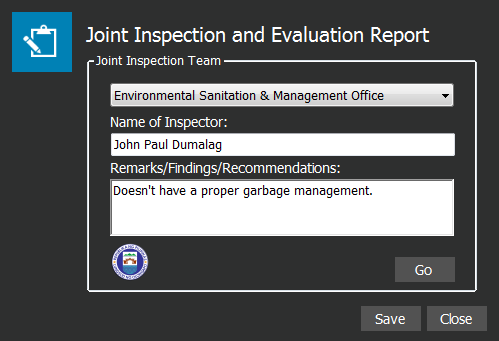 Joint Inspection and Evaluation Report
Joint Inspection Team
Environmental Sanitation & Management Office
Name of Inspector:
John Paul Dumalag
Remarks/Findings/Recommendations:
Doesn't have a proper garbage management.
Go
Save
Close